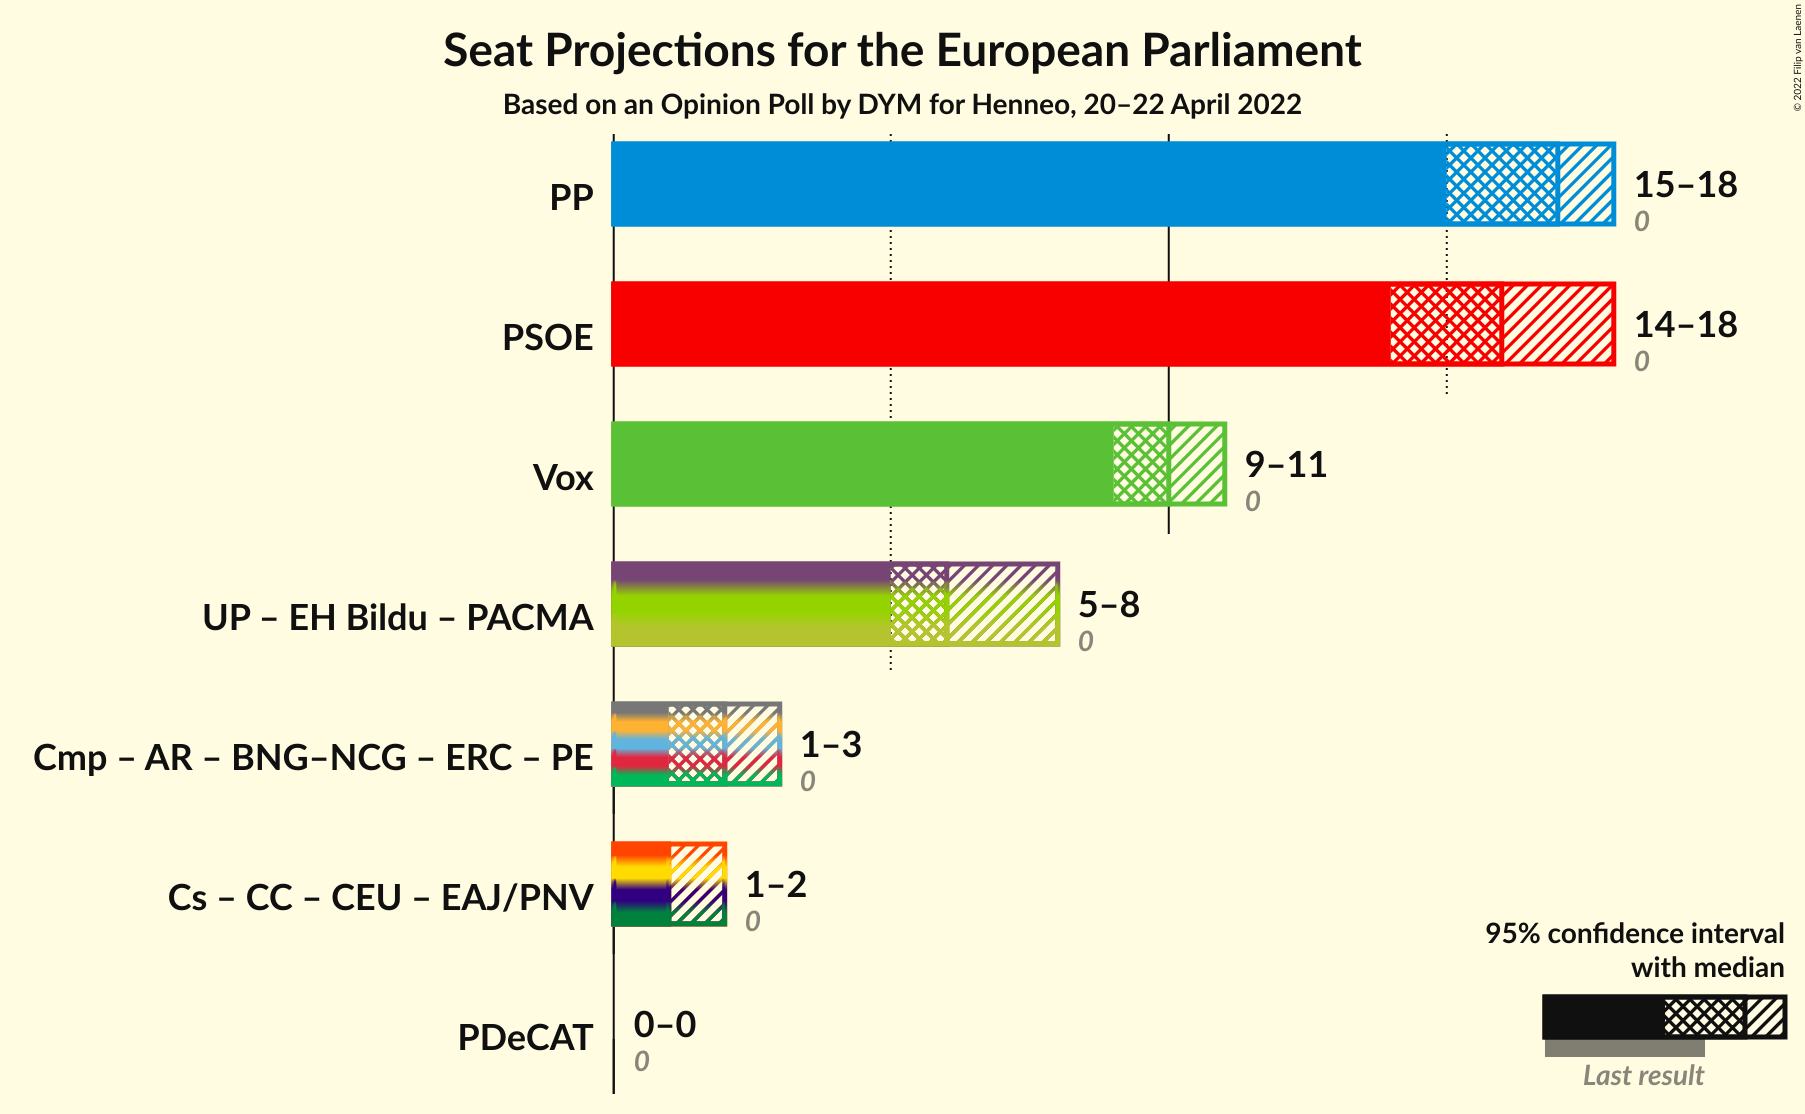 Seat Projections for the European Parliament
Based on an Opinion Poll by DYM for Henneo, 20–22 April 2022
© 2022 Filip van Laenen
PP
15–18
0
PSOE
14–18
0
Vox
9–11
0
UP – EH Bildu – PACMA
5–8
0
Cmp – AR – BNG–NCG – ERC – PE
1–3
0
Cs – CC – CEU – EAJ/PNV
1–2
0
PDeCAT
0–0
0
95% confidence interval
with median
Last result